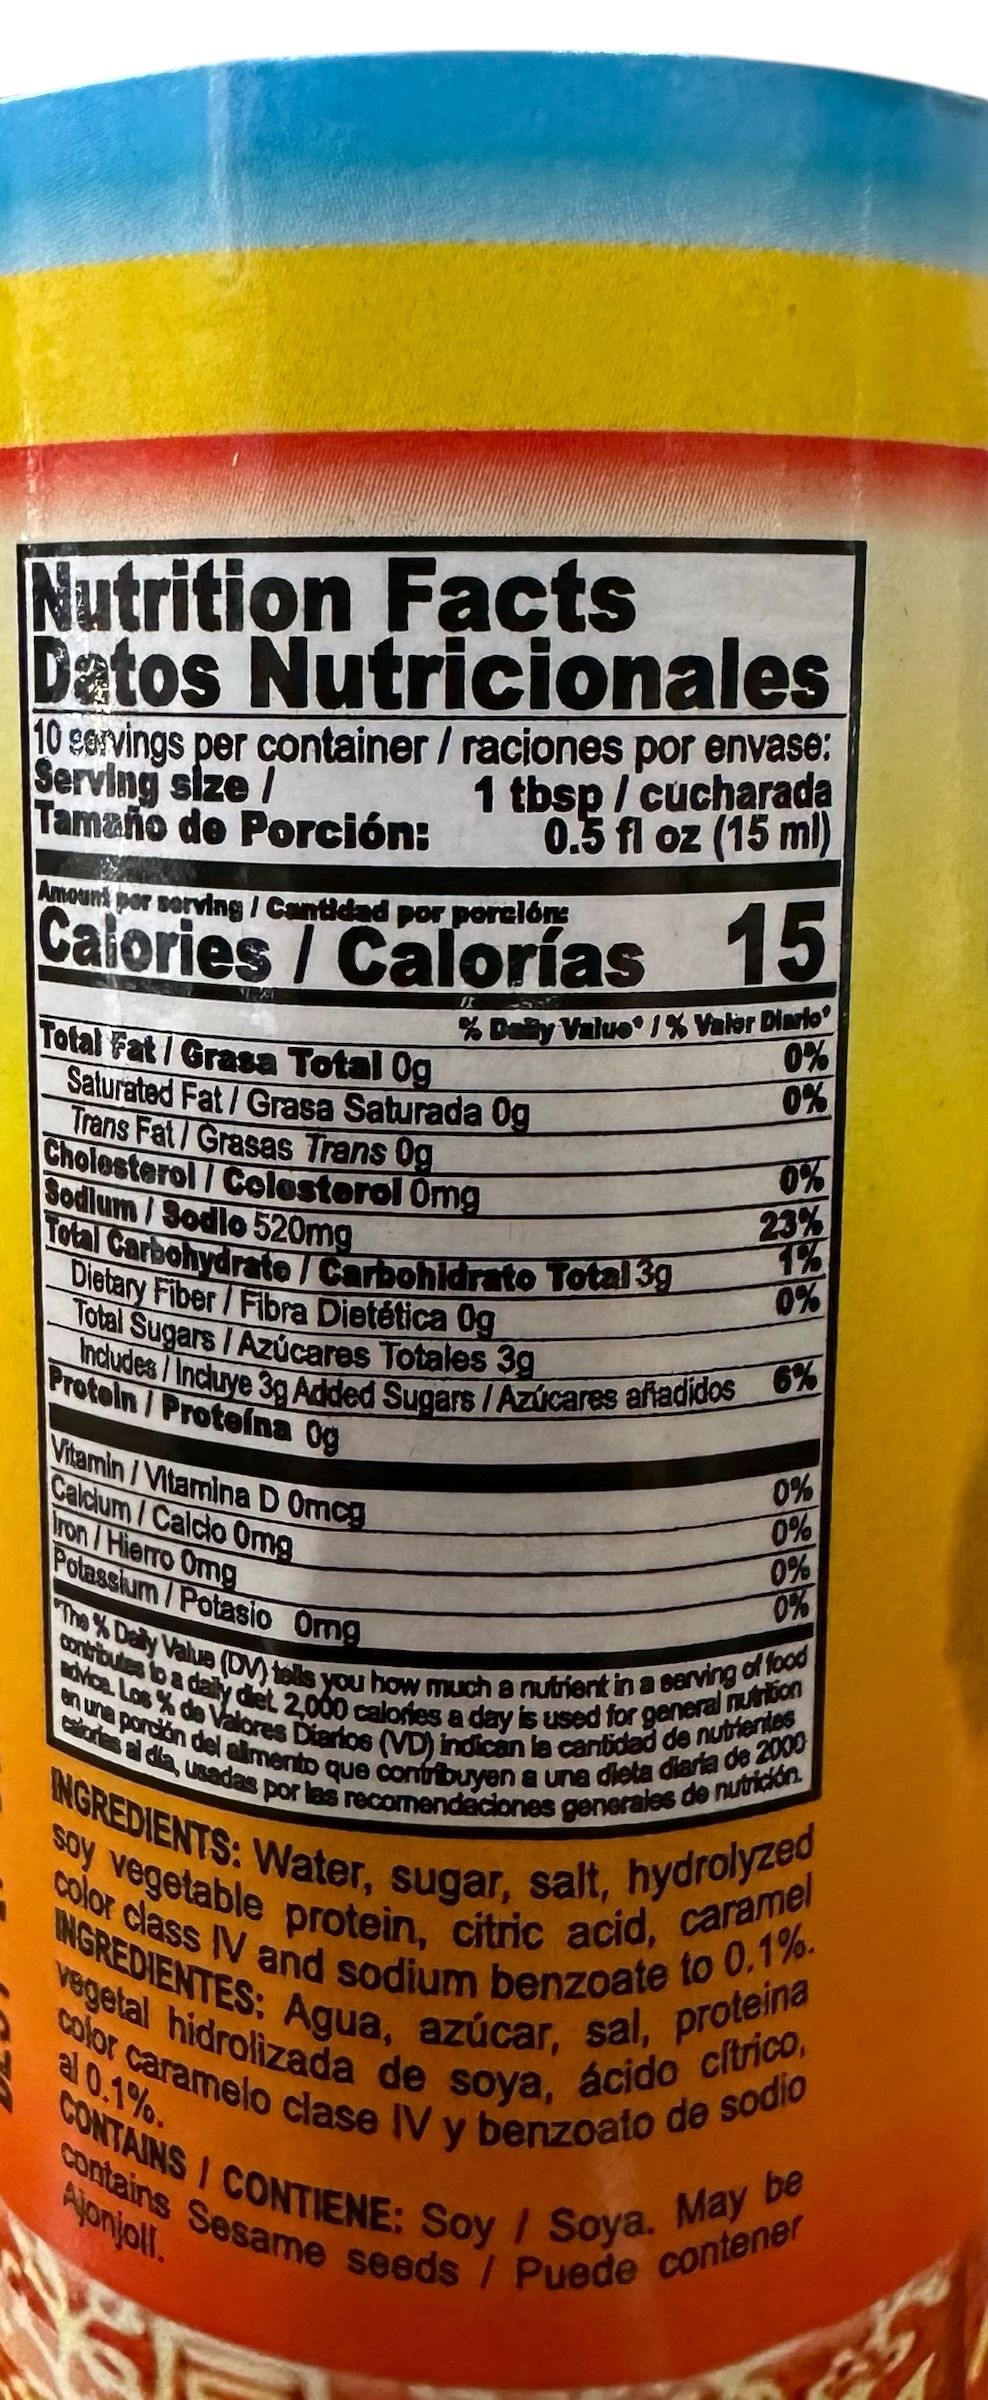 Nutrition Facts
Datos Nutricionales
10 servings per container / raciones por envase:
Serving size / 1 tbsp / cucharada
Tamaño de Porción: 0.5 fl oz (15 ml)
Amount per serving / Cantidad por porción:
Calories / Calorías 15
% Daily Value* / % Valor Diario*
Total Fat / Grasa Total 0g 0%
Saturated Fat / Grasa Saturada 0g 0%
Trans Fat / Grasas Trans 0g
Cholesterol / Colesterol 0mg 0%
Sodium / Sodio 520mg 23%
Total Carbohydrate / Carbohidrato Total 3g 1%
Dietary Fiber / Fibra Dietética 0g 0%
Total Sugars / Azúcares Totales 3g
Includes / Incluye 3g Added Sugars / Azúcares añadidos 6%
Protein / Proteína 0g
Vitamin / Vitamina D 0mcg 0%
Calcium / Calcio 0mg 0%
Iron / Hierro 0mg 0%
Potassium / Potasio 0mg 0%
*The % Daily Value (DV) tells you how much a nutrient in a serving of food
contributes to a daily diet. 2,000 calories a day is used for general nutrition
advice. Los % de Valores Diarios (VD) indican la cantidad de nutrientes
en una porción del alimento que contribuyen a una dieta diaria de 2000
calorías al día, usadas por las recomendaciones generales de nutrición.
INGREDIENTS: Water, sugar, salt, hydrolyzed
soy vegetable protein, citric acid, caramel
color class IV and sodium benzoate to 0.1%.
INGREDIENTES: Agua, azúcar, sal, proteina
vegetal hidrolizada de soya, ácido cítrico,
color caramelo clase IV y benzoato de sodio
al 0.1%.
CONTAINS / CONTIENE: Soy / Soya. May be
contains Sesame seeds / Puede contener
Ajonjolí.